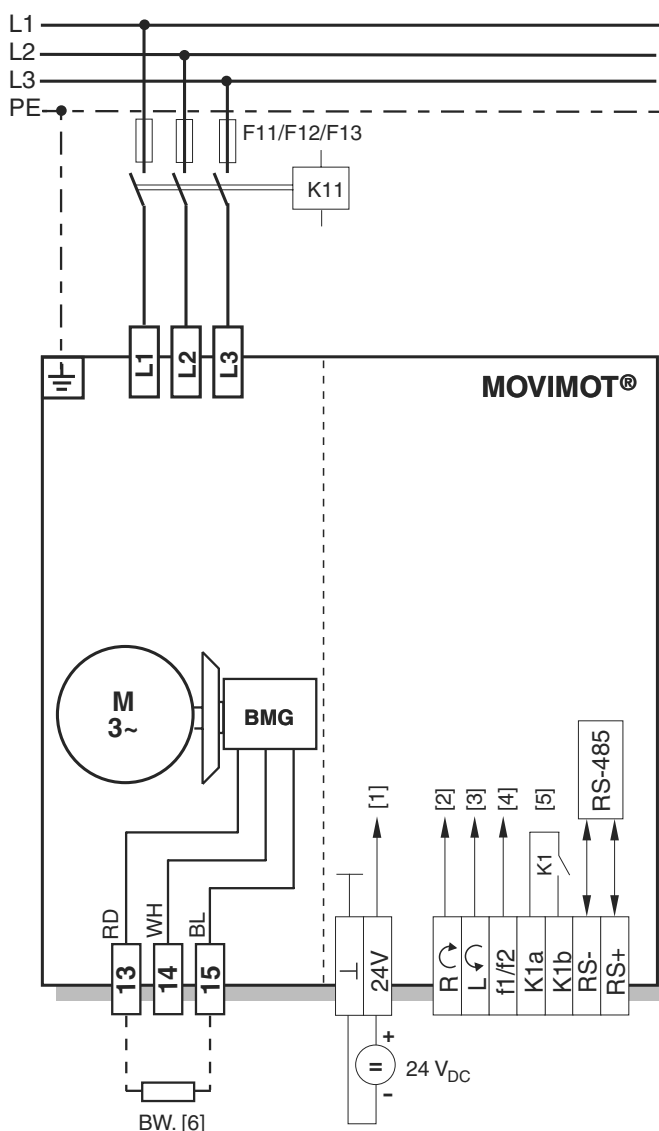 L1
L2
L3
PE
F11/F12/F13
K11
L1
L2
L3
MOVIMOT®
M
3~
BMG
RS-485
[1]
[2]
[3]
[4]
[5]
K1
RD
WH
BL
13
14
15
⊥
24V
R
L
f1/f2
K1a
K1b
RS-
RS+
+
=
24 VDC
-
BW. [6]